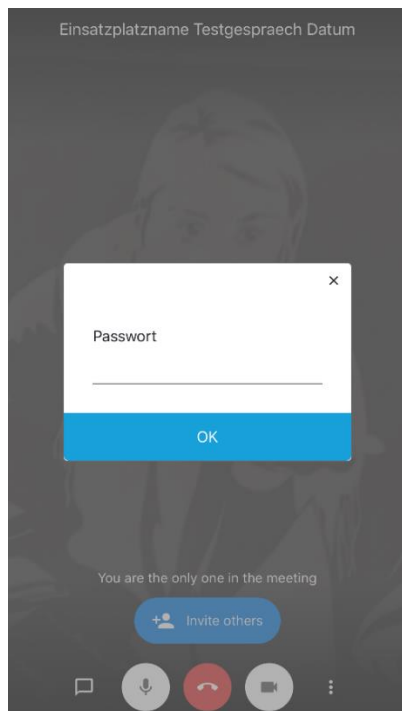 Einsatzplatzname Testgespraech Datum
Passwort
OK
You are the only one in the meeting
Invite others